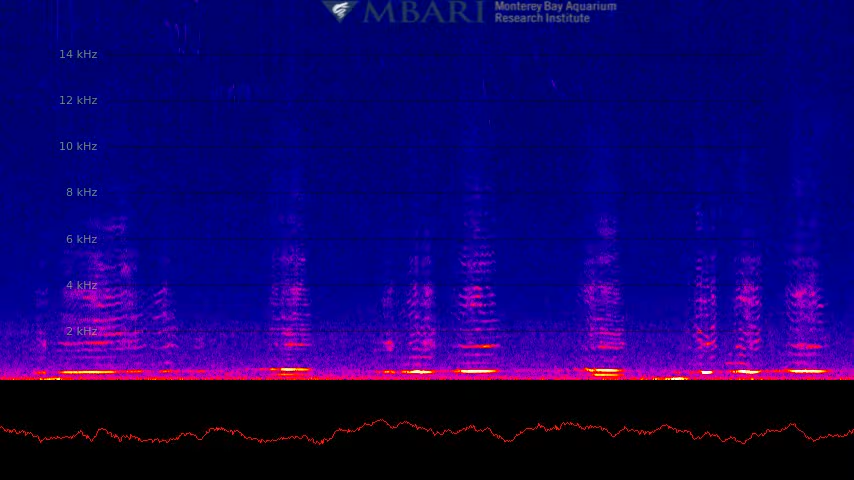 MBARI
Monterey Bay Aquarium
Research Institute
14 kHz
12 kHz
10 kHz
8 kHz
6 kHz
4 kHz
2 kHz